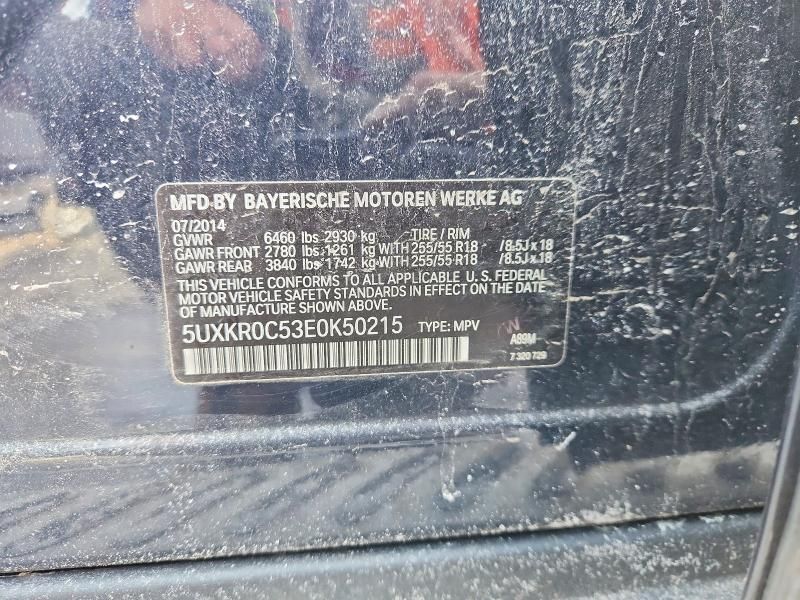 MFD BY BAYERISCHE MOTOREN WERKE AG
07/2014
GVWR 6460 lbs 2930 kg TIRE / RIM
GAWR FRONT 2780 lbs 1261 kg WITH 255/55 R18 /8.5J x 18
GAWR REAR 3840 lbs 1742 kg WITH 255/55 R18 /8.5J x 18
THIS VEHICLE CONFORMS TO ALL APPLICABLE U. S. FEDERAL
MOTOR VEHICLE SAFETY STANDARDS IN EFFECT ON THE DATE
OF MANUFACTURE SHOWN ABOVE.
5UXKR0C53E0K50215 TYPE: MPV
A89M
7 320 729